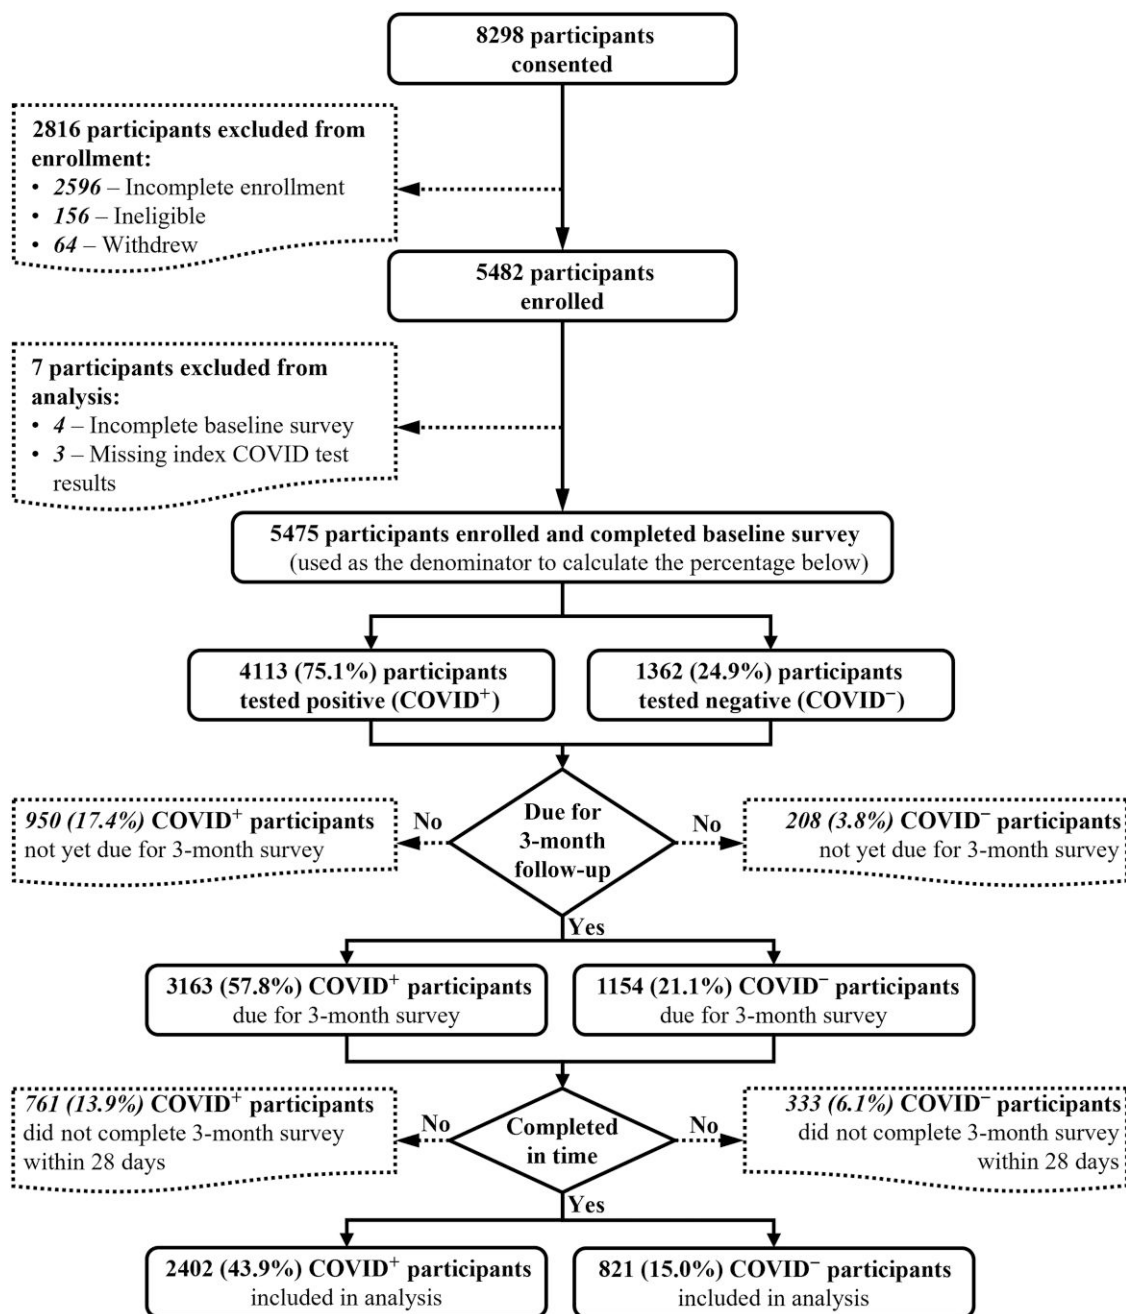 8298 participants
consented
2816 participants excluded from
enrollment:
• 2596 – Incomplete enrollment
• 156 – Ineligible
• 64 – Withdrew
5482 participants
enrolled
7 participants excluded from
analysis:
• 4 – Incomplete baseline survey
• 3 – Missing index COVID test
results
5475 participants enrolled and completed baseline survey
(used as the denominator to calculate the percentage below)
4113 (75.1%) participants
tested positive (COVID⁺)
1362 (24.9%) participants
tested negative (COVID⁻)
Due for
3-month
follow-up
No
950 (17.4%) COVID⁺ participants
not yet due for 3-month survey
No
208 (3.8%) COVID⁻ participants
not yet due for 3-month survey
Yes
3163 (57.8%) COVID⁺ participants
due for 3-month survey
1154 (21.1%) COVID⁻ participants
due for 3-month survey
Completed
in time
No
761 (13.9%) COVID⁺ participants
did not complete 3-month survey
within 28 days
No
333 (6.1%) COVID⁻ participants
did not complete 3-month survey
within 28 days
Yes
2402 (43.9%) COVID⁺ participants
included in analysis
821 (15.0%) COVID⁻ participants
included in analysis